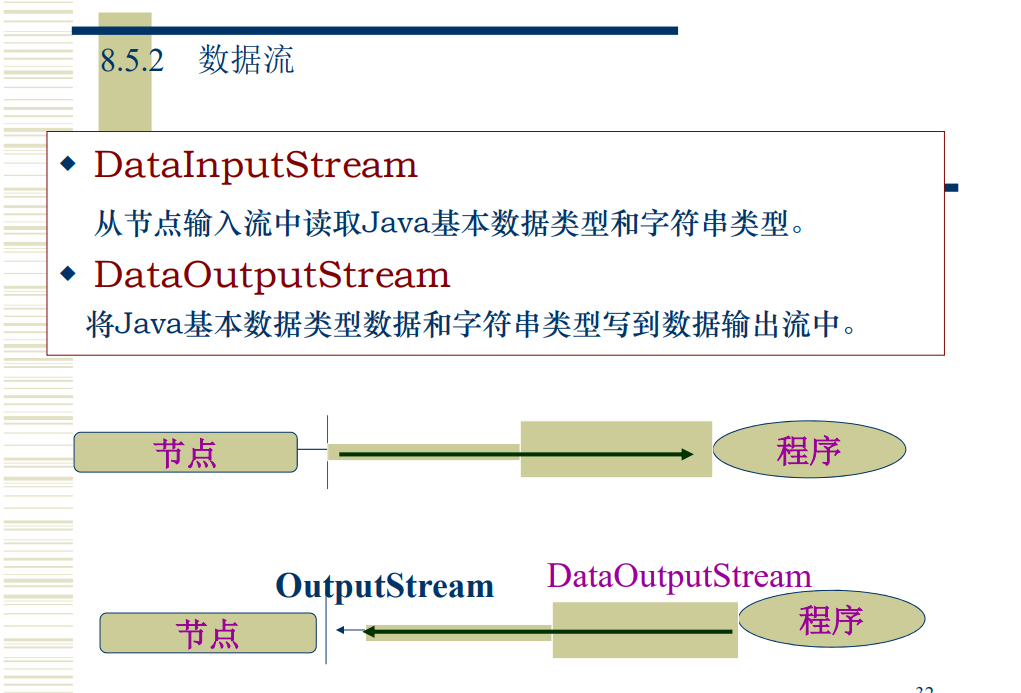 8.5.2 数据流
DataInputStream
从节点输入流中读取Java基本数据类型和字符串类型。
DataOutputStream
将Java基本数据类型数据和字符串类型写到数据输出流中。
节点
程序
OutputStream
DataOutputStream
节点
程序